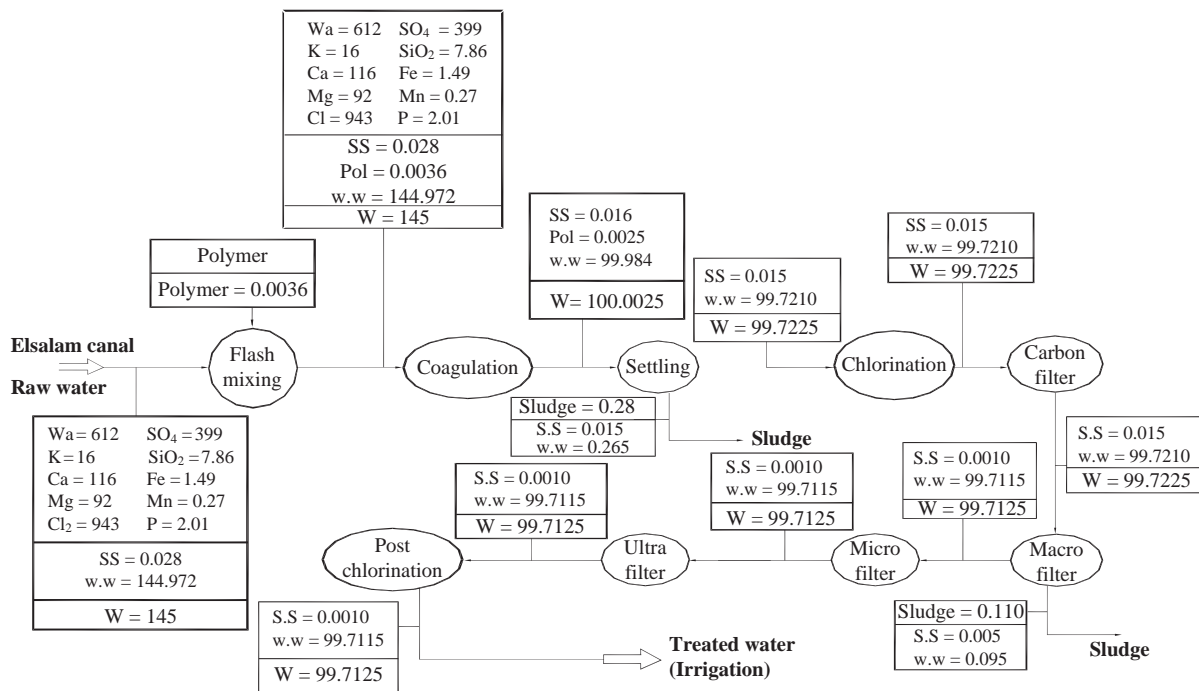 Wa = 612 SO₄ = 399
K = 16 SiO₂ = 7.86
Ca = 116 Fe = 1.49
Mg = 92 Mn = 0.27
Cl = 943 P = 2.01
SS = 0.028
Pol = 0.0036
w.w = 144.972
W = 145
Polymer
Polymer = 0.0036
SS = 0.016
Pol = 0.0025
w.w = 99.984
W= 100.0025
SS = 0.015
w.w = 99.7210
W = 99.7225
SS = 0.015
w.w = 99.7210
W = 99.7225
Elsalam canal
Raw water
Flash
mixing
Coagulation
Settling
Chlorination
Carbon
filter
Sludge = 0.28
S.S = 0.015
w.w = 0.265
Sludge
Wa = 612 SO₄ = 399
K = 16 SiO₂ = 7.86
Ca = 116 Fe = 1.49
Mg = 92 Mn = 0.27
Cl₂ = 943 P = 2.01
SS = 0.028
w.w = 144.972
W = 145
S.S = 0.0010
w.w = 99.7115
W = 99.7125
S.S = 0.0010
w.w = 99.7115
W = 99.7125
S.S = 0.0010
w.w = 99.7115
W = 99.7125
S.S = 0.015
w.w = 99.7210
W = 99.7225
Post
chlorination
Ultra
filter
Micro
filter
Macro
filter
S.S = 0.0010
w.w = 99.7115
W = 99.7125
Treated water
(Irrigation)
Sludge = 0.110
S.S = 0.005
w.w = 0.095
Sludge